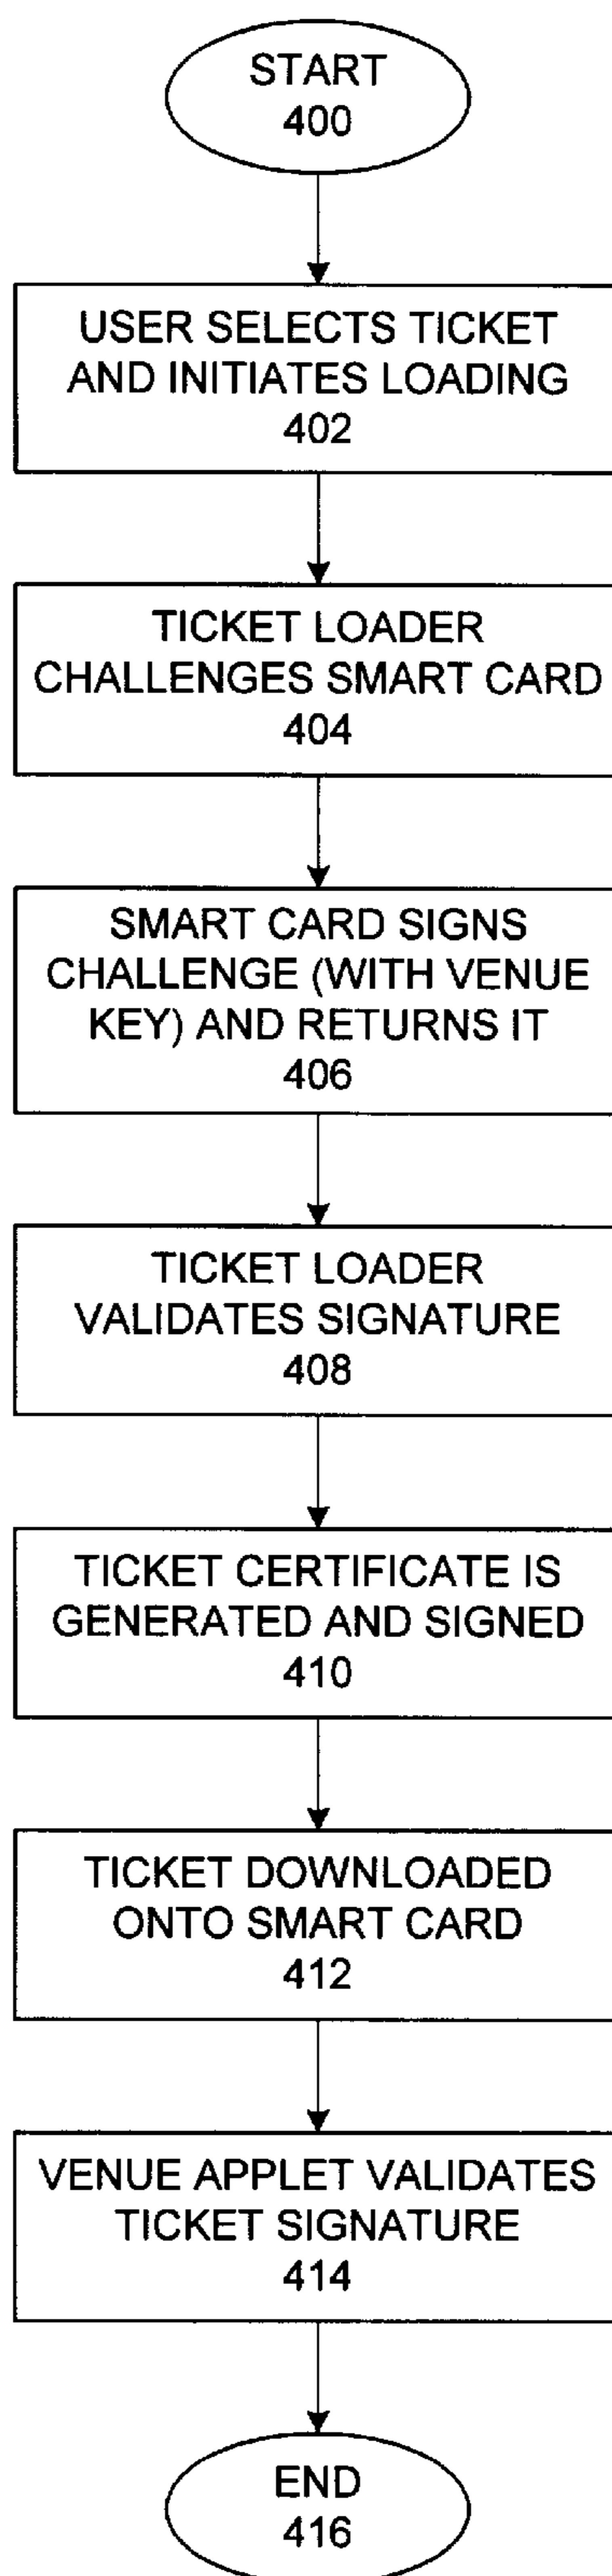 START
400
USER SELECTS TICKET
AND INITIATES LOADING
402
TICKET LOADER
CHALLENGES SMART CARD
404
SMART CARD SIGNS
CHALLENGE (WITH VENUE
KEY) AND RETURNS IT
406
TICKET LOADER
VALIDATES SIGNATURE
408
TICKET CERTIFICATE IS
GENERATED AND SIGNED
410
TICKET DOWNLOADED
ONTO SMART CARD
412
VENUE APPLET VALIDATES
TICKET SIGNATURE
414
END
416